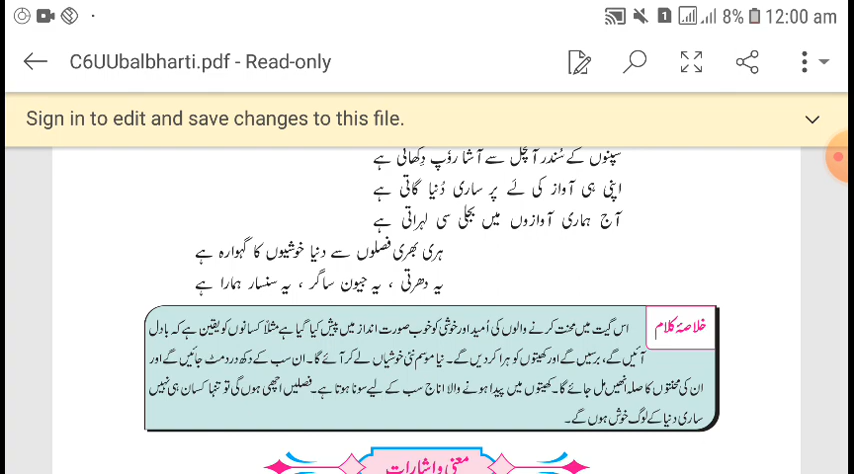 8% 12:00 am
C6UUbalbharti.pdf - Read-only
Sign in to edit and save changes to this file.
سپنوں کے سُندر آنچل سے آشا روٗپ دِکھاتی ہے
اپنی ہی آواز کی لَے پر ساری دُنیا گاتی ہے
آج ہماری آوازوں میں بجلی سی لہراتی ہے
ہری بھری فصلوں سے دنیا خوشیوں کا گہوارہ ہے
یہ دھرتی ، یہ جیون ساگر ، یہ سنسار ہمارا ہے
خلاصۂ کلام
اس گیت میں محنت کرنے والوں کی اُمید اور خوشی کو خوب صورت انداز میں پیش کیا گیا ہے مثلاً کسانوں کو یقین ہے کہ بادل
آئیں گے، برسیں گے اور کھیتوں کو ہرا کردیں گے۔ نیا موسم نئی خوشیاں لے کر آئے گا۔ ان سب کے دکھ درد مٹ جائیں گے اور
ان کی محنتوں کا صلہ انھیں مل جائے گا۔ کھیتوں میں پیدا ہونے والا اناج سب کے لیے سونا ہوتا ہے۔ فصلیں اچھی ہوں گی تو تنہا کسان ہی نہیں
ساری دنیا کے لوگ خوش ہوں گے۔
معنی و اشارات